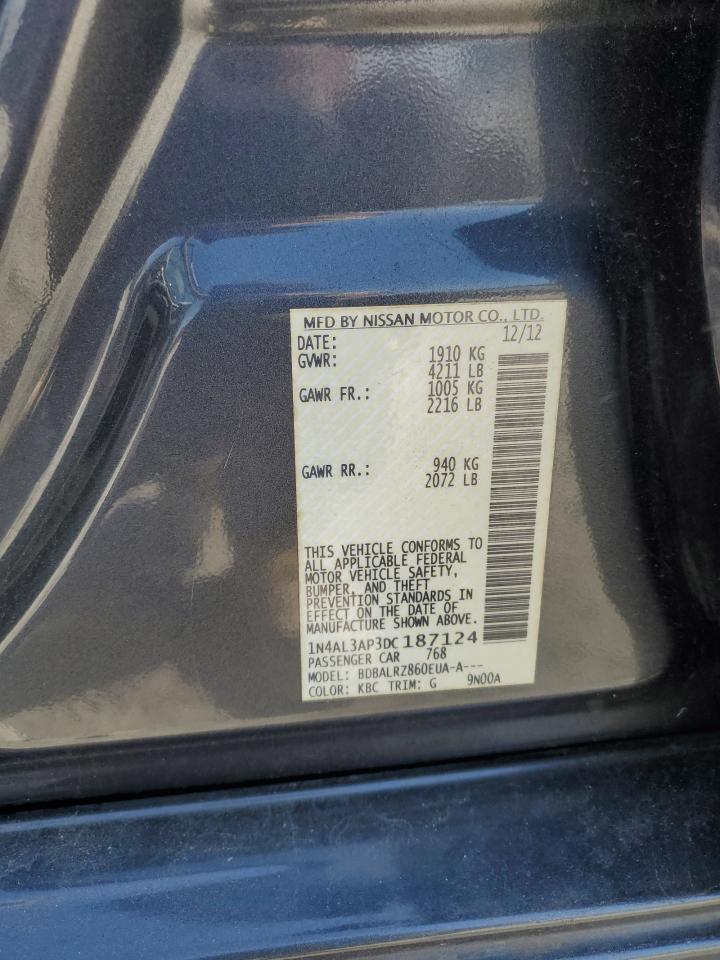 MFD BY NISSAN MOTOR CO., LTD.
DATE: 12/12
GVWR: 1910 KG
4211 LB
GAWR FR.: 1005 KG
2216 LB
GAWR RR.: 940 KG
2072 LB
THIS VEHICLE CONFORMS TO
ALL APPLICABLE FEDERAL
MOTOR VEHICLE SAFETY,
BUMPER, AND THEFT
PREVENTION STANDARDS IN
EFFECT ON THE DATE OF
MANUFACTURE SHOWN ABOVE.
1N4AL3AP3DC187124
PASSENGER CAR 768
MODEL: BDBALRZ860EUA-A---
COLOR: KBC TRIM: G 9N00A